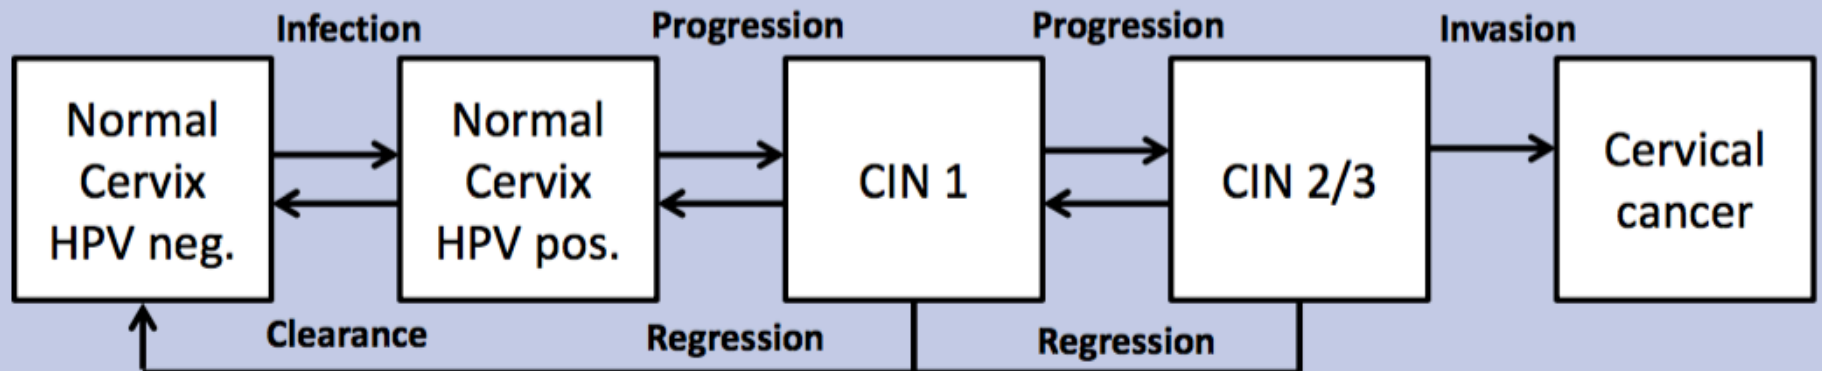 Infection
Progression
Progression
Invasion
Normal
Cervix
HPV neg.
Normal
Cervix
HPV pos.
CIN 1
CIN 2/3
Cervical
cancer
Clearance
Regression
Regression